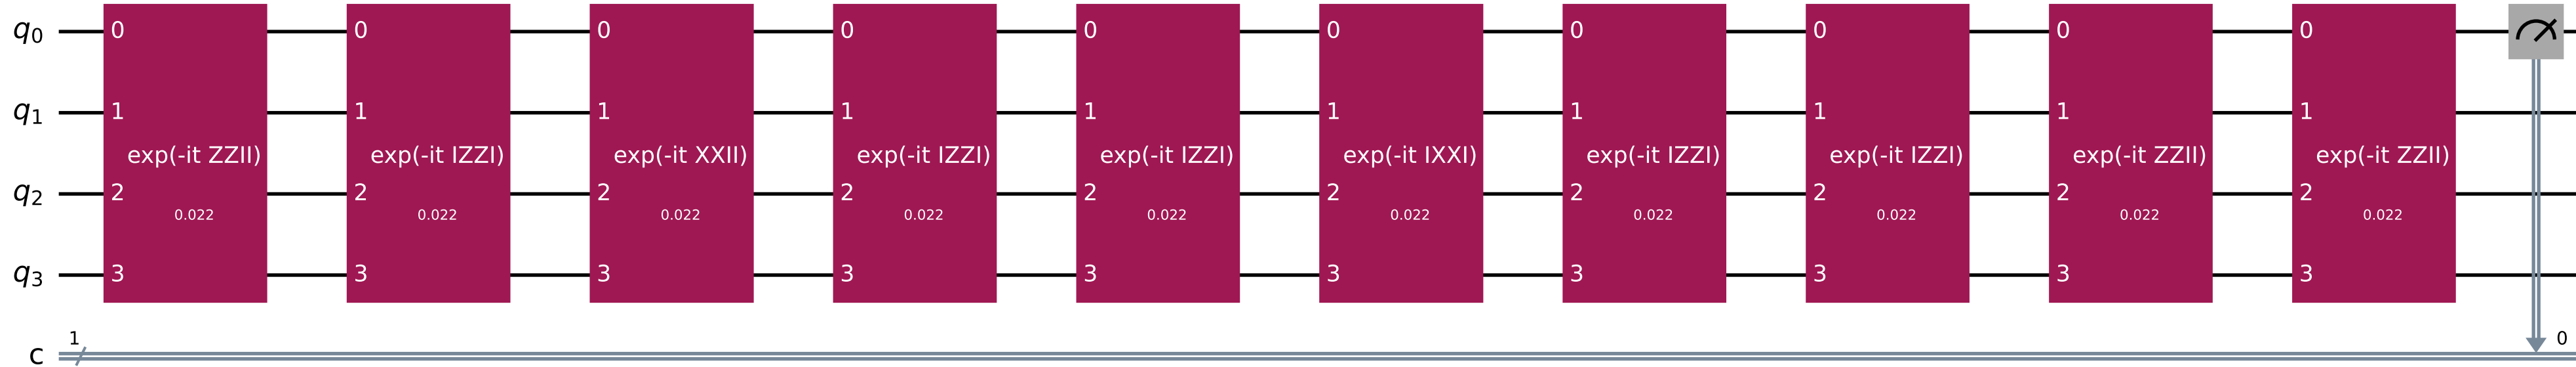 q0 0 0 0 0 0 0 0 0 0 0
q1 1 1 1 1 1 1 1 1 1 1
exp(-it ZZII) exp(-it IZZI) exp(-it XXII) exp(-it IZZI) exp(-it IZZI) exp(-it IXXI) exp(-it IZZI) exp(-it IZZI) exp(-it ZZII) exp(-it ZZII)
q2 2 2 2 2 2 2 2 2 2 2
0.022 0.022 0.022 0.022 0.022 0.022 0.022 0.022 0.022 0.022
q3 3 3 3 3 3 3 3 3 3 3
1 0
c